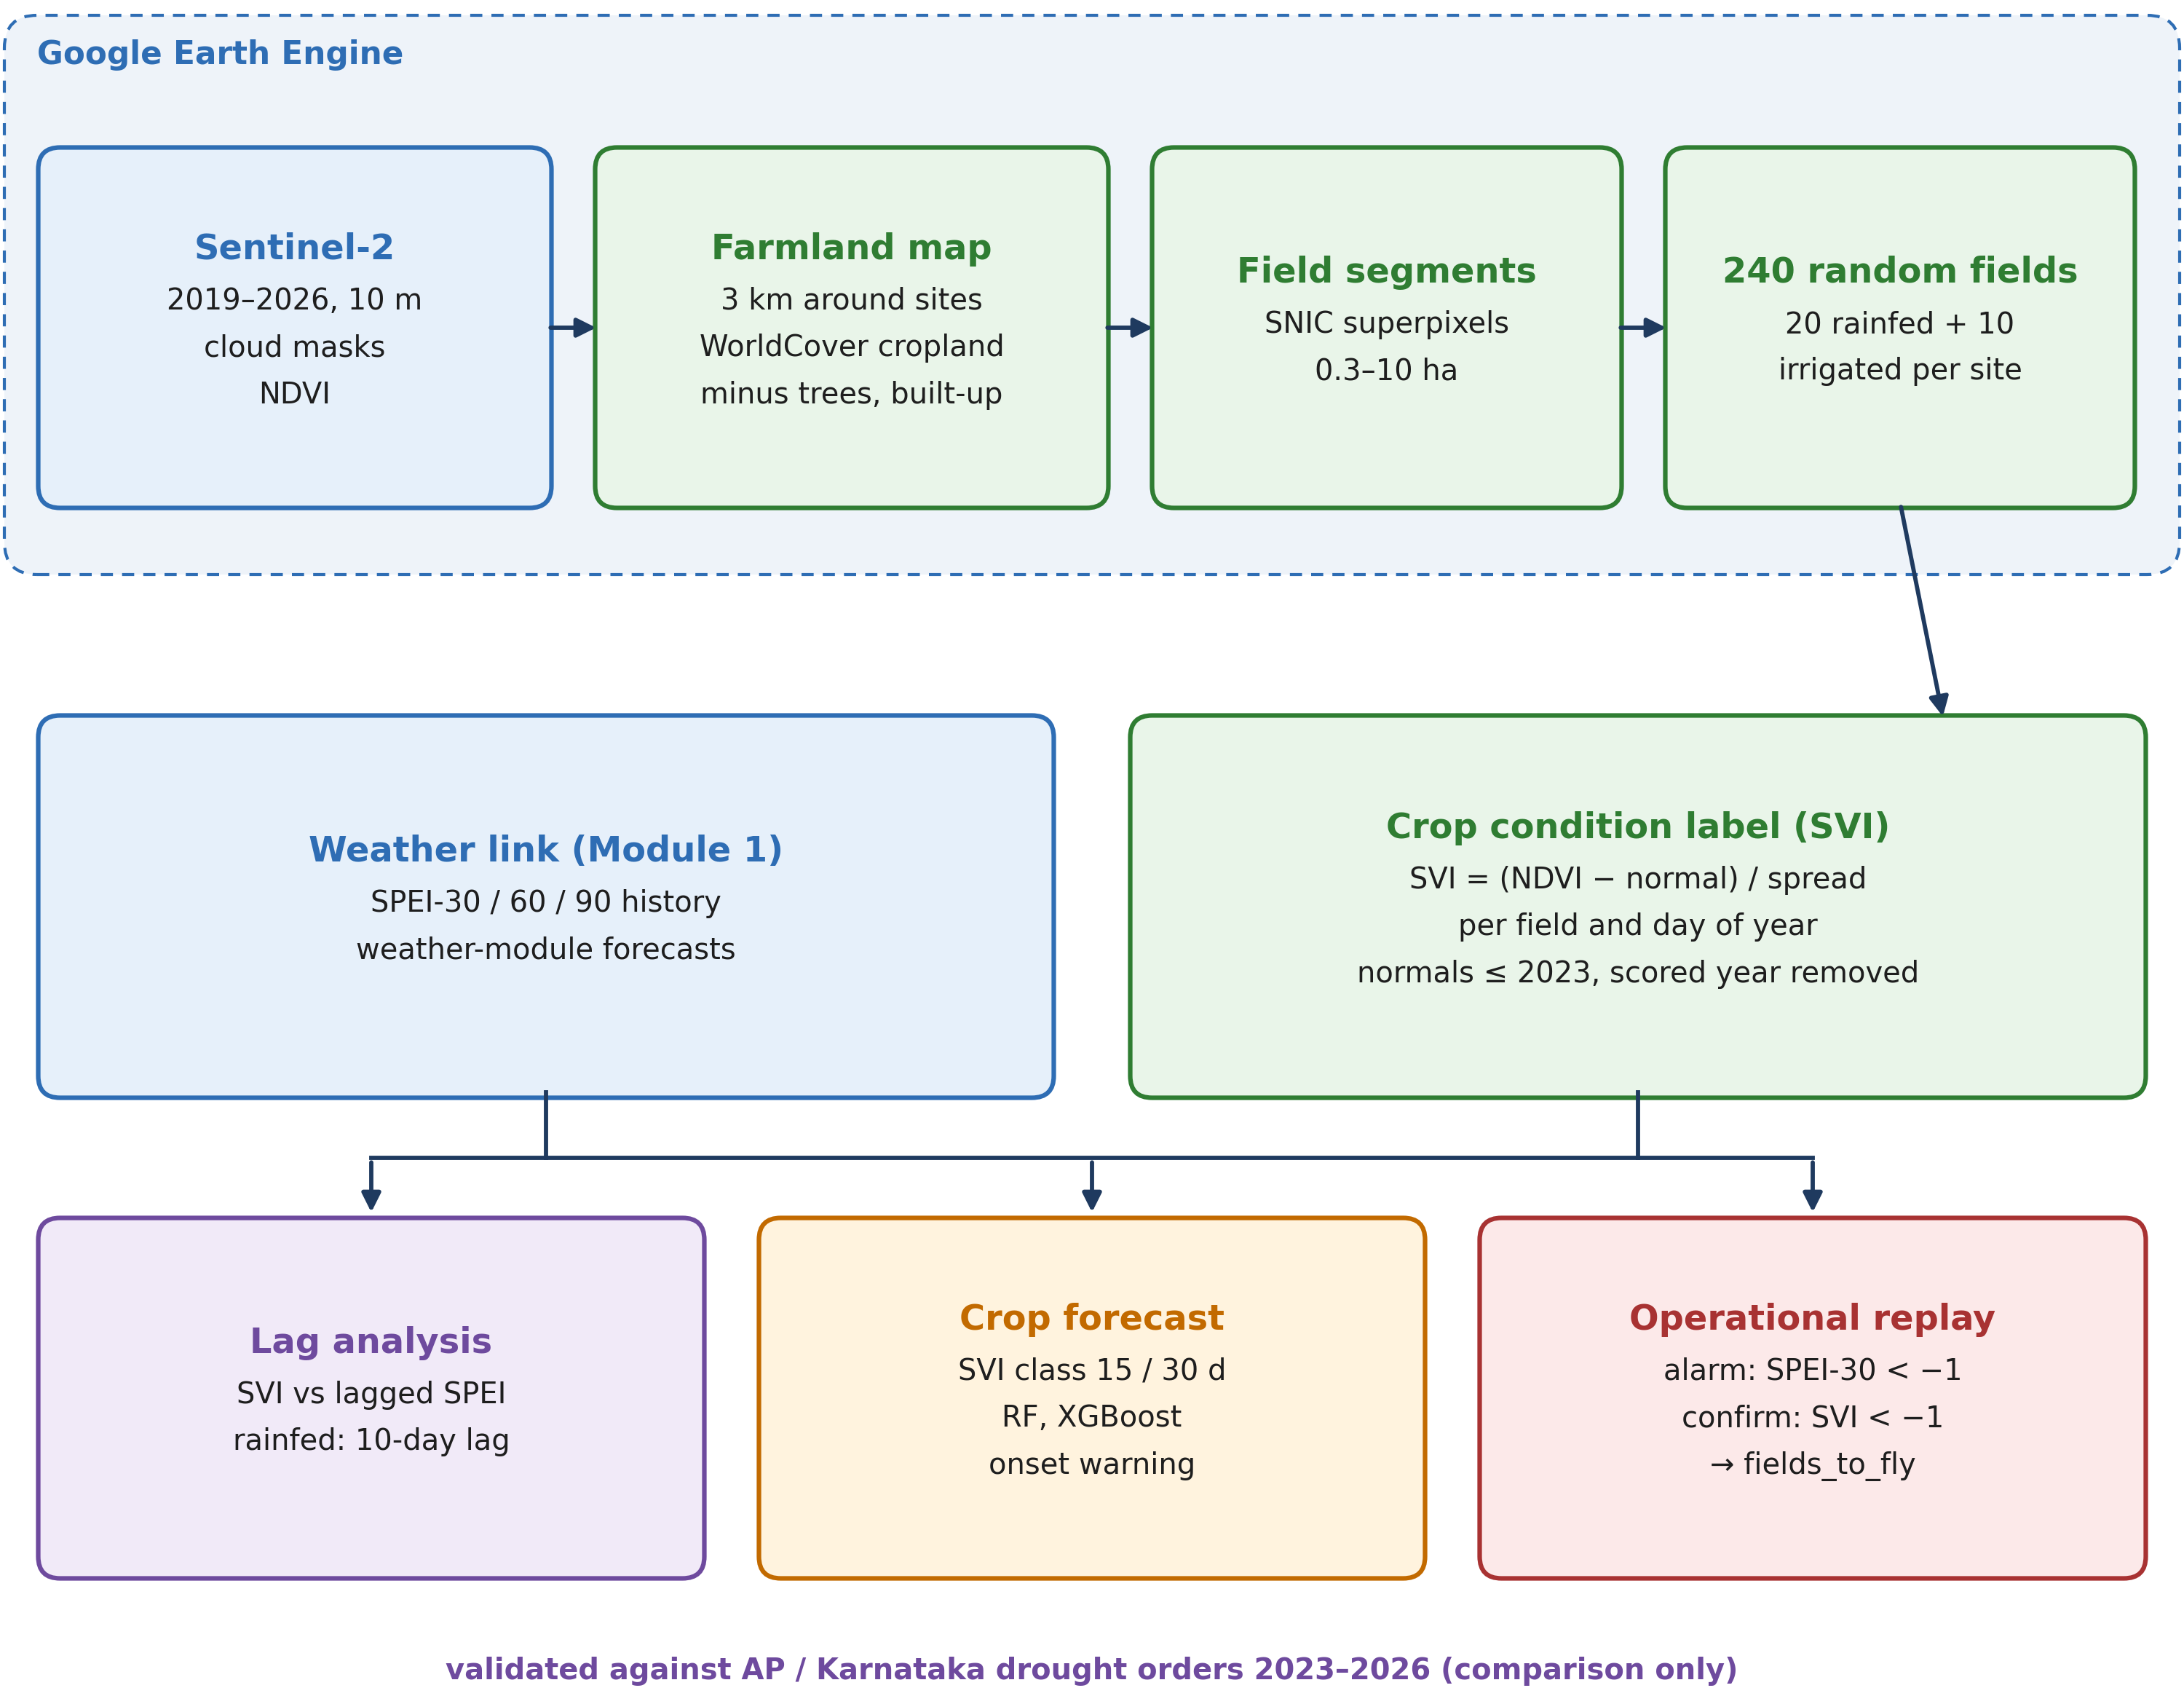 Google Earth Engine
Sentinel-2
2019–2026, 10 m
cloud masks
NDVI
Farmland map
3 km around sites
WorldCover cropland
minus trees, built-up
Field segments
SNIC superpixels
0.3–10 ha
240 random fields
20 rainfed + 10
irrigated per site
Weather link (Module 1)
SPEI-30 / 60 / 90 history
weather-module forecasts
Crop condition label (SVI)
SVI = (NDVI − normal) / spread
per field and day of year
normals ≤ 2023, scored year removed
Lag analysis
SVI vs lagged SPEI
rainfed: 10-day lag
Crop forecast
SVI class 15 / 30 d
RF, XGBoost
onset warning
Operational replay
alarm: SPEI-30 < −1
confirm: SVI < −1
→ fields_to_fly
validated against AP / Karnataka drought orders 2023–2026 (comparison only)